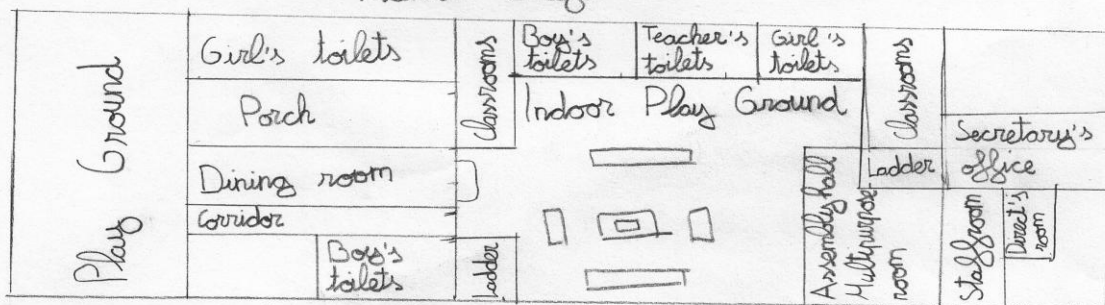 Play Ground
Girl's toilets
Porch
Dining room
Corridor
Boy's
toilets
Classrooms
Ladder
Boy's
toilets
Teacher's
toilets
Girl's
toilets
Indoor Play Ground
Classrooms
Ladder
Secretary's
office
Assembly hall
Multipurpose
room
Staffroom
Direct's
room